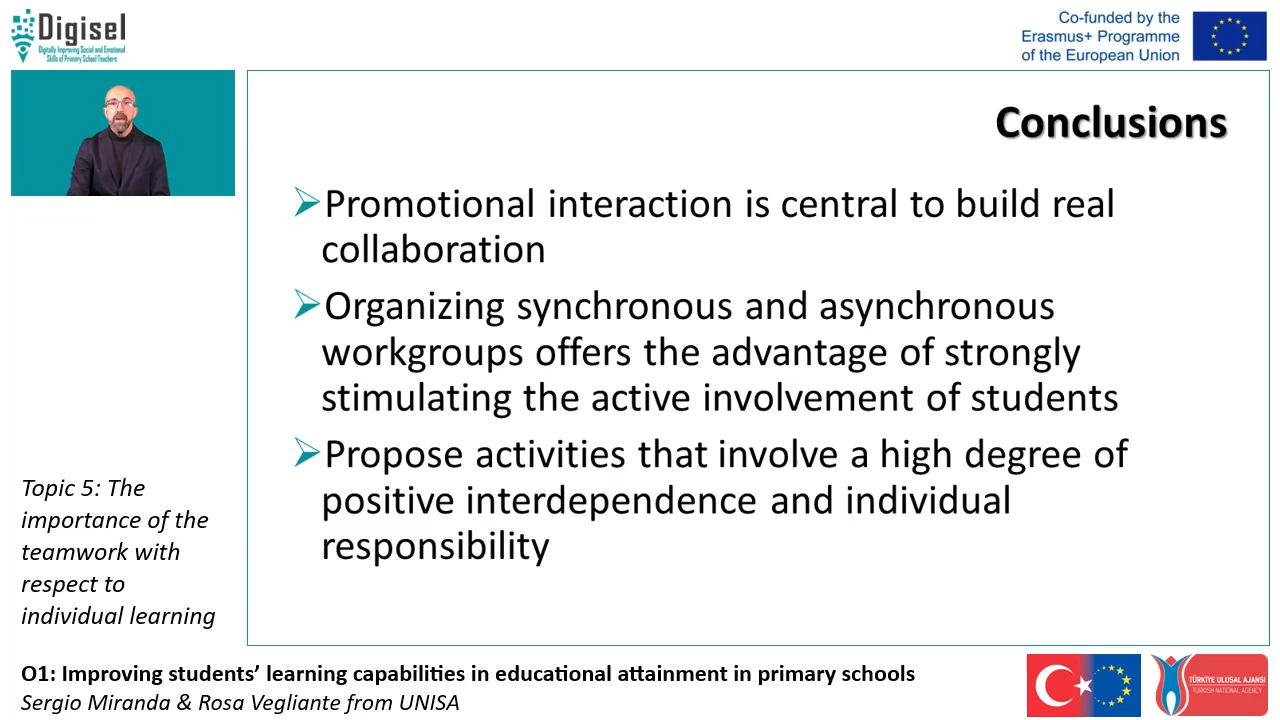 Digisel
Digitally Improving Social and Emotional
Skills of Primary School Teachers
Co-funded by the
Erasmus+ Programme
of the European Union
Conclusions
Promotional interaction is central to build real
collaboration
Organizing synchronous and asynchronous
workgroups offers the advantage of strongly
stimulating the active involvement of students
Propose activities that involve a high degree of
positive interdependence and individual
responsibility
Topic 5: The
importance of the
teamwork with
respect to
individual learning
O1: Improving students’ learning capabilities in educational attainment in primary schools
Sergio Miranda & Rosa Vegliante from UNISA
TÜRKİYE ULUSAL AJANSI
TURKISH NATIONAL AGENCY